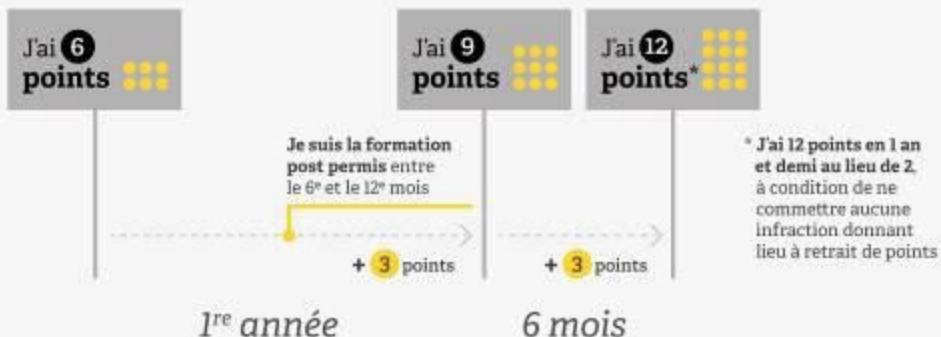 J'ai 6
points
J'ai 9
points
J'ai 12
points*
Je suis la formation
post permis entre
le 6e et le 12e mois
* J'ai 12 points en 1 an
et demi au lieu de 2,
à condition de ne
commettre aucune
infraction donnant
lieu à retrait de points
+ 3 points
+ 3 points
1re année
6 mois